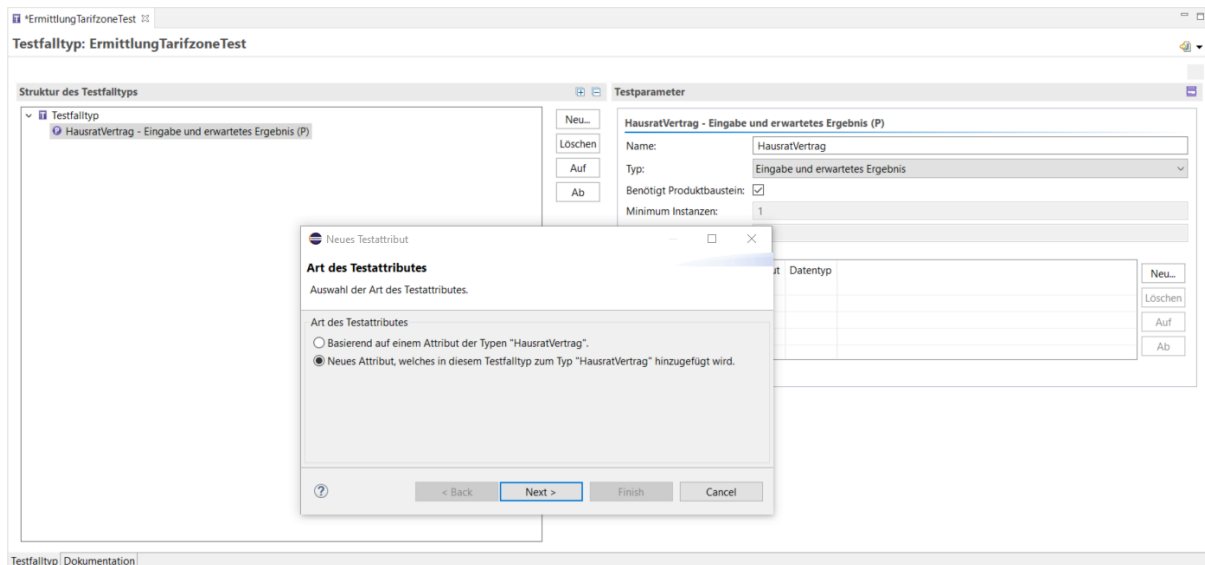 *ErmittlungTarifzoneTest
Testfalltyp: ErmittlungTarifzoneTest
Struktur des Testfalltyps
Testfalltyp
HausratVertrag - Eingabe und erwartetes Ergebnis (P)
Neu...
Löschen
Auf
Ab
Testparameter
HausratVertrag - Eingabe und erwartetes Ergebnis (P)
Name: HausratVertrag
Typ: Eingabe und erwartetes Ergebnis
Benötigt Produktbaustein:
Minimum Instanzen: 1
Datentyp
Neu...
Löschen
Auf
Ab
Neues Testattribut
Art des Testattributes
Auswahl der Art des Testattributes.
Art des Testattributes
Basierend auf einem Attribut der Typen "HausratVertrag".
Neues Attribut, welches in diesem Testfalltyp zum Typ "HausratVertrag" hinzugefügt wird.
< Back Next > Finish Cancel
Testfalltyp Dokumentation